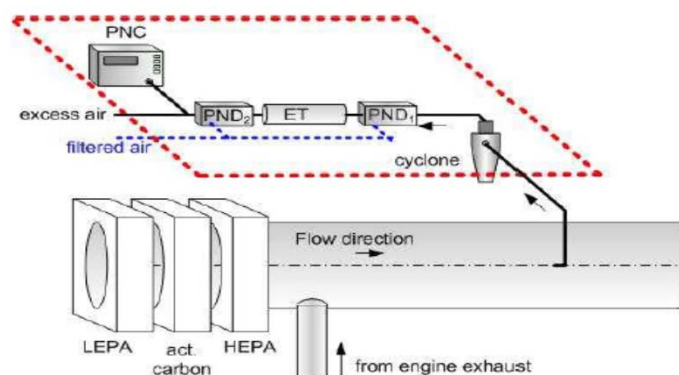 PNC
excess air
PND₂
ET
PND₁
filtered air
cyclone
Flow direction
LEPA
act.
carbon
HEPA
from engine exhaust